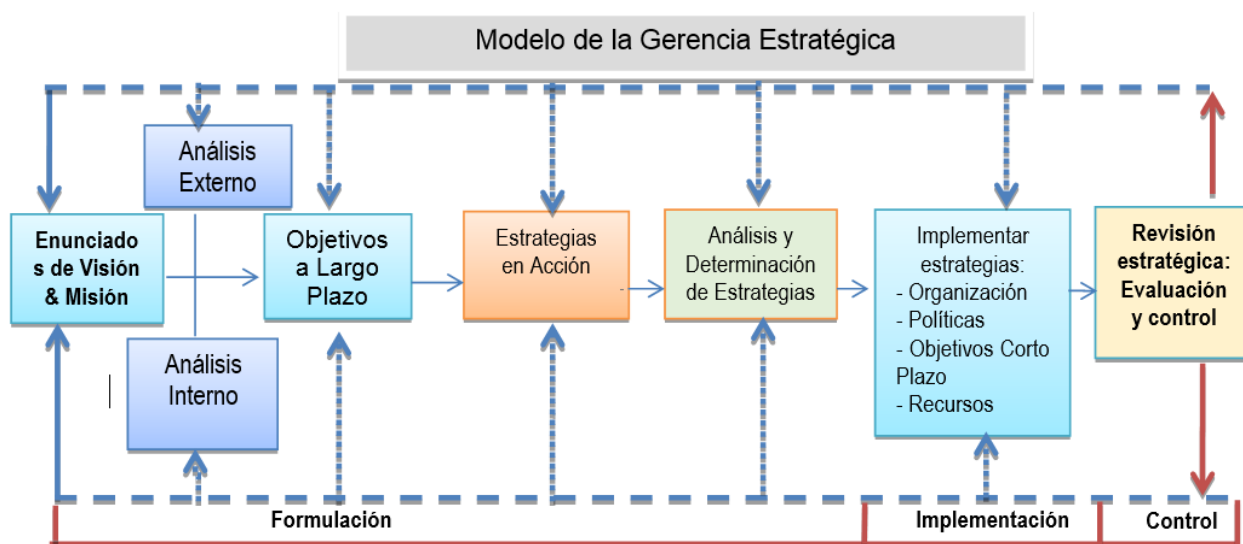 Modelo de la Gerencia Estratégica
Análisis
Externo
Enunciado
s de Visión
& Misión
Análisis
Interno
Objetivos
a Largo
Plazo
Estrategias
en Acción
Análisis y
Determinación
de Estrategias
Implementar
estrategias:
- Organización
- Políticas
- Objetivos Corto
Plazo
- Recursos
Revisión
estratégica:
Evaluación
y control
Formulación
Implementación
Control